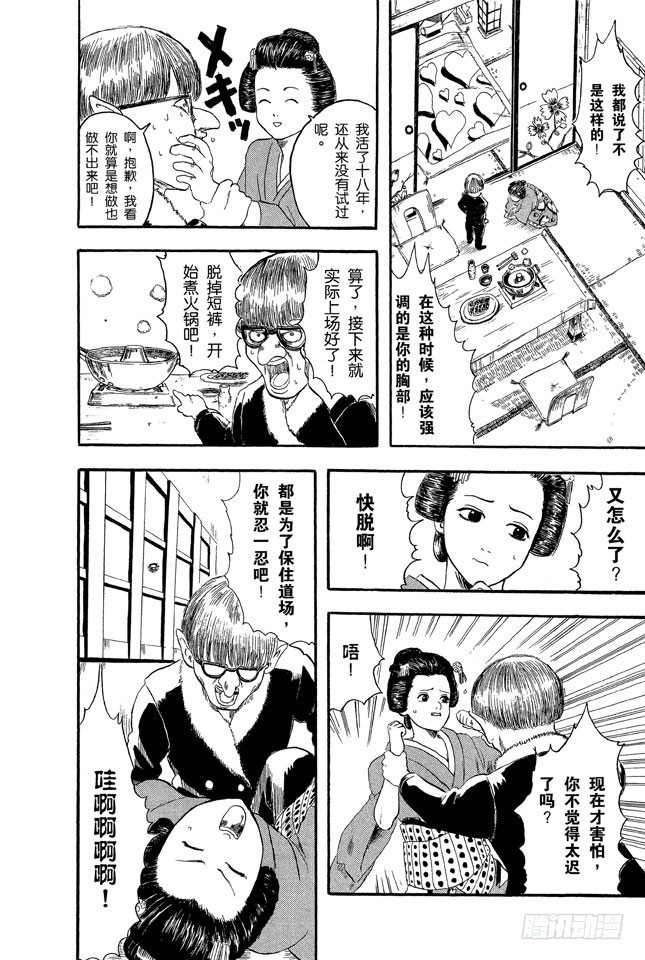 我都说了不
是这样的！
在这种时候，应该强
调的是你的胸部！
メキッ
我活了十八年，
还从来没有试过
呢。
啊，抱歉，我看
你就算是想做也
做不出来吧！
算了，接下来就
实际上场好了！
脱掉短裤，开
始煮火锅吧！
又怎么了？
快脱啊！
现在才害怕，
你不觉得太迟
了吗？
唔！
都是为了保住道场，
你就忍一忍吧！
哇啊啊啊啊！
腾讯动漫